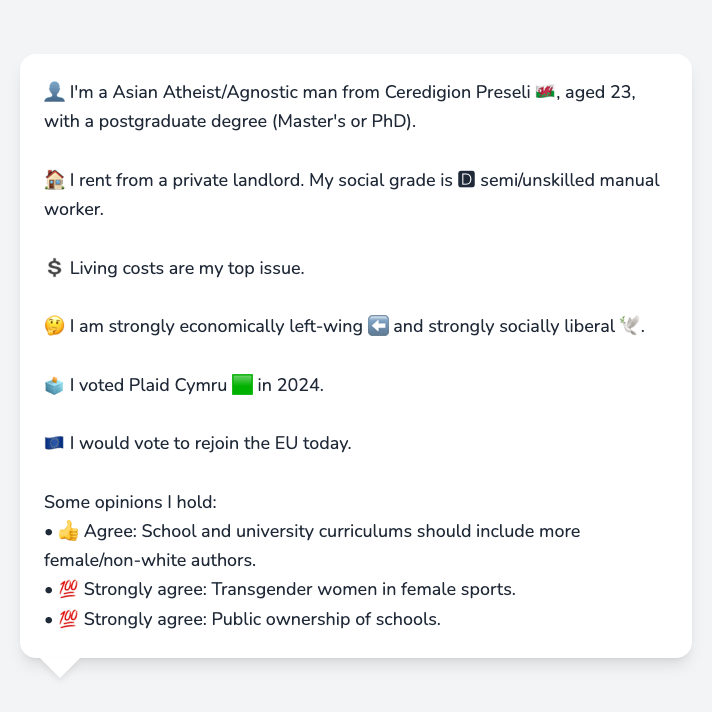 👤 I'm a Asian Atheist/Agnostic man from Ceredigion Preseli 🏴󠁧󠁢󠁷󠁬󠁳󠁿, aged 23,
with a postgraduate degree (Master's or PhD).
🏠 I rent from a private landlord. My social grade is 🅳 semi/unskilled manual
worker.
💲 Living costs are my top issue.
🤔 I am strongly economically left-wing ⬅️ and strongly socially liberal 🕊️.
🗳️ I voted Plaid Cymru 🟩 in 2024.
🇪🇺 I would vote to rejoin the EU today.
Some opinions I hold:
• 👍 Agree: School and university curriculums should include more
female/non-white authors.
• 💯 Strongly agree: Transgender women in female sports.
• 💯 Strongly agree: Public ownership of schools.